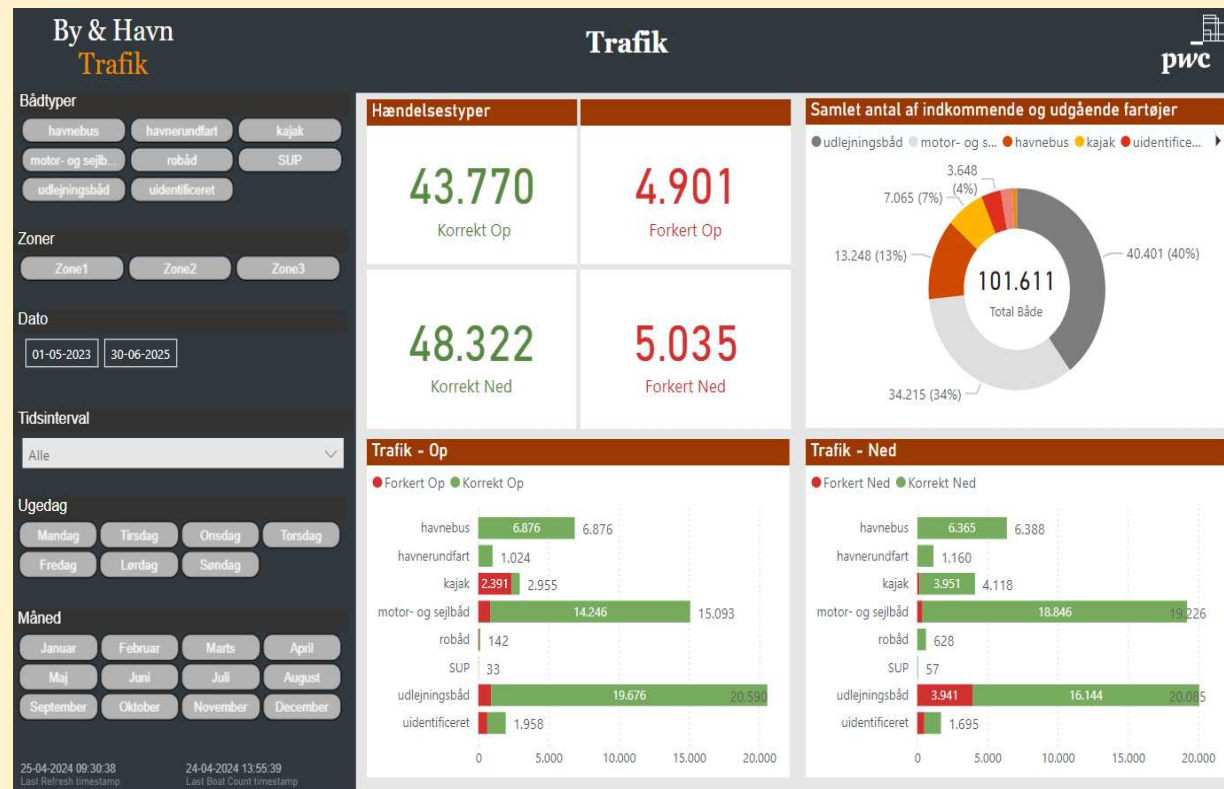 By & Havn
Trafik
Trafik
pwc
Bådtyper
havnebus havnerundfart kajak
motor- og sejlb... robåd SUP
udlejningsbåd uidentificeret
Zoner
Zone1 Zone2 Zone3
Dato
01-05-2023 30-06-2025
Tidsinterval
Alle
Ugedag
Mandag Tirsdag Onsdag Torsdag
Fredag Lørdag Søndag
Måned
Januar Februar Marts April
Maj Juni Juli August
September Oktober November December
25-04-2024 09:30:38 24-04-2024 13:55:39
Last Refresh timestamp Last Boat Count timestamp
Hændelsestyper
43.770 4.901
Korrekt Op Forkert Op
48.322 5.035
Korrekt Ned Forkert Ned
Samlet antal af indkommende og udgående fartøjer
udlejningsbåd motor- og s... havnebus kajak uidentifice...
3.648
(4%)
7.065 (7%)
13.248 (13%)
40.401 (40%)
101.611
Total Både
34.215 (34%)
Trafik - Op
Forkert Op Korrekt Op
havnebus 6.876 6.876
havnerundfart 1.024
kajak 2.391 2.955
motor- og sejlbåd 14.246 15.093
robåd 142
SUP 33
udlejningsbåd 19.676 20.590
uidentificeret 1.958
0 5.000 10.000 15.000 20.000
Trafik - Ned
Forkert Ned Korrekt Ned
havnebus 6.365 6.388
havnerundfart 1.160
kajak 3.951 4.118
motor- og sejlbåd 18.846 19.226
robåd 628
SUP 57
udlejningsbåd 3.941 16.144 20.085
uidentificeret 1.695
0 5.000 10.000 15.000 20.000